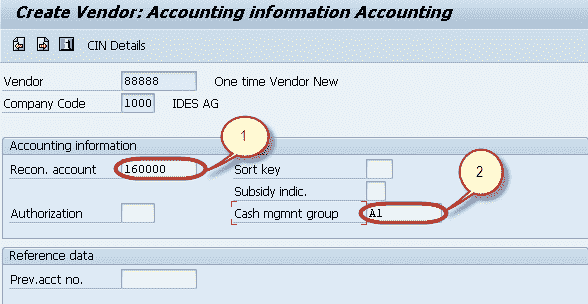 Create Vendor: Accounting information Accounting
CIN Details
Vendor 88888 One time Vendor New
Company Code 1000 IDES AG
1
Accounting information
Recon. account 160000 Sort key
2
Subsidy indic.
Authorization Cash mgmnt group A1
Reference data
Prev.acct no.